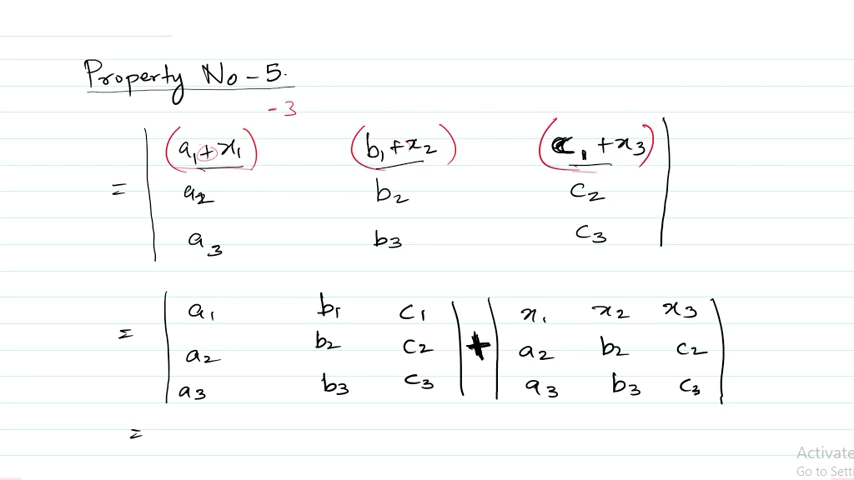 Property No - 5.
- 3
= | (a₁ + x₁) (b₁ + x₂) (c₁ + x₃) |
a₂ b₂ c₂
a₃ b₃ c₃
= | a₁ b₁ c₁ | + | x₁ x₂ x₃ |
a₂ b₂ c₂ a₂ b₂ c₂
a₃ b₃ c₃ a₃ b₃ c₃
=
Activate
Go to Setti